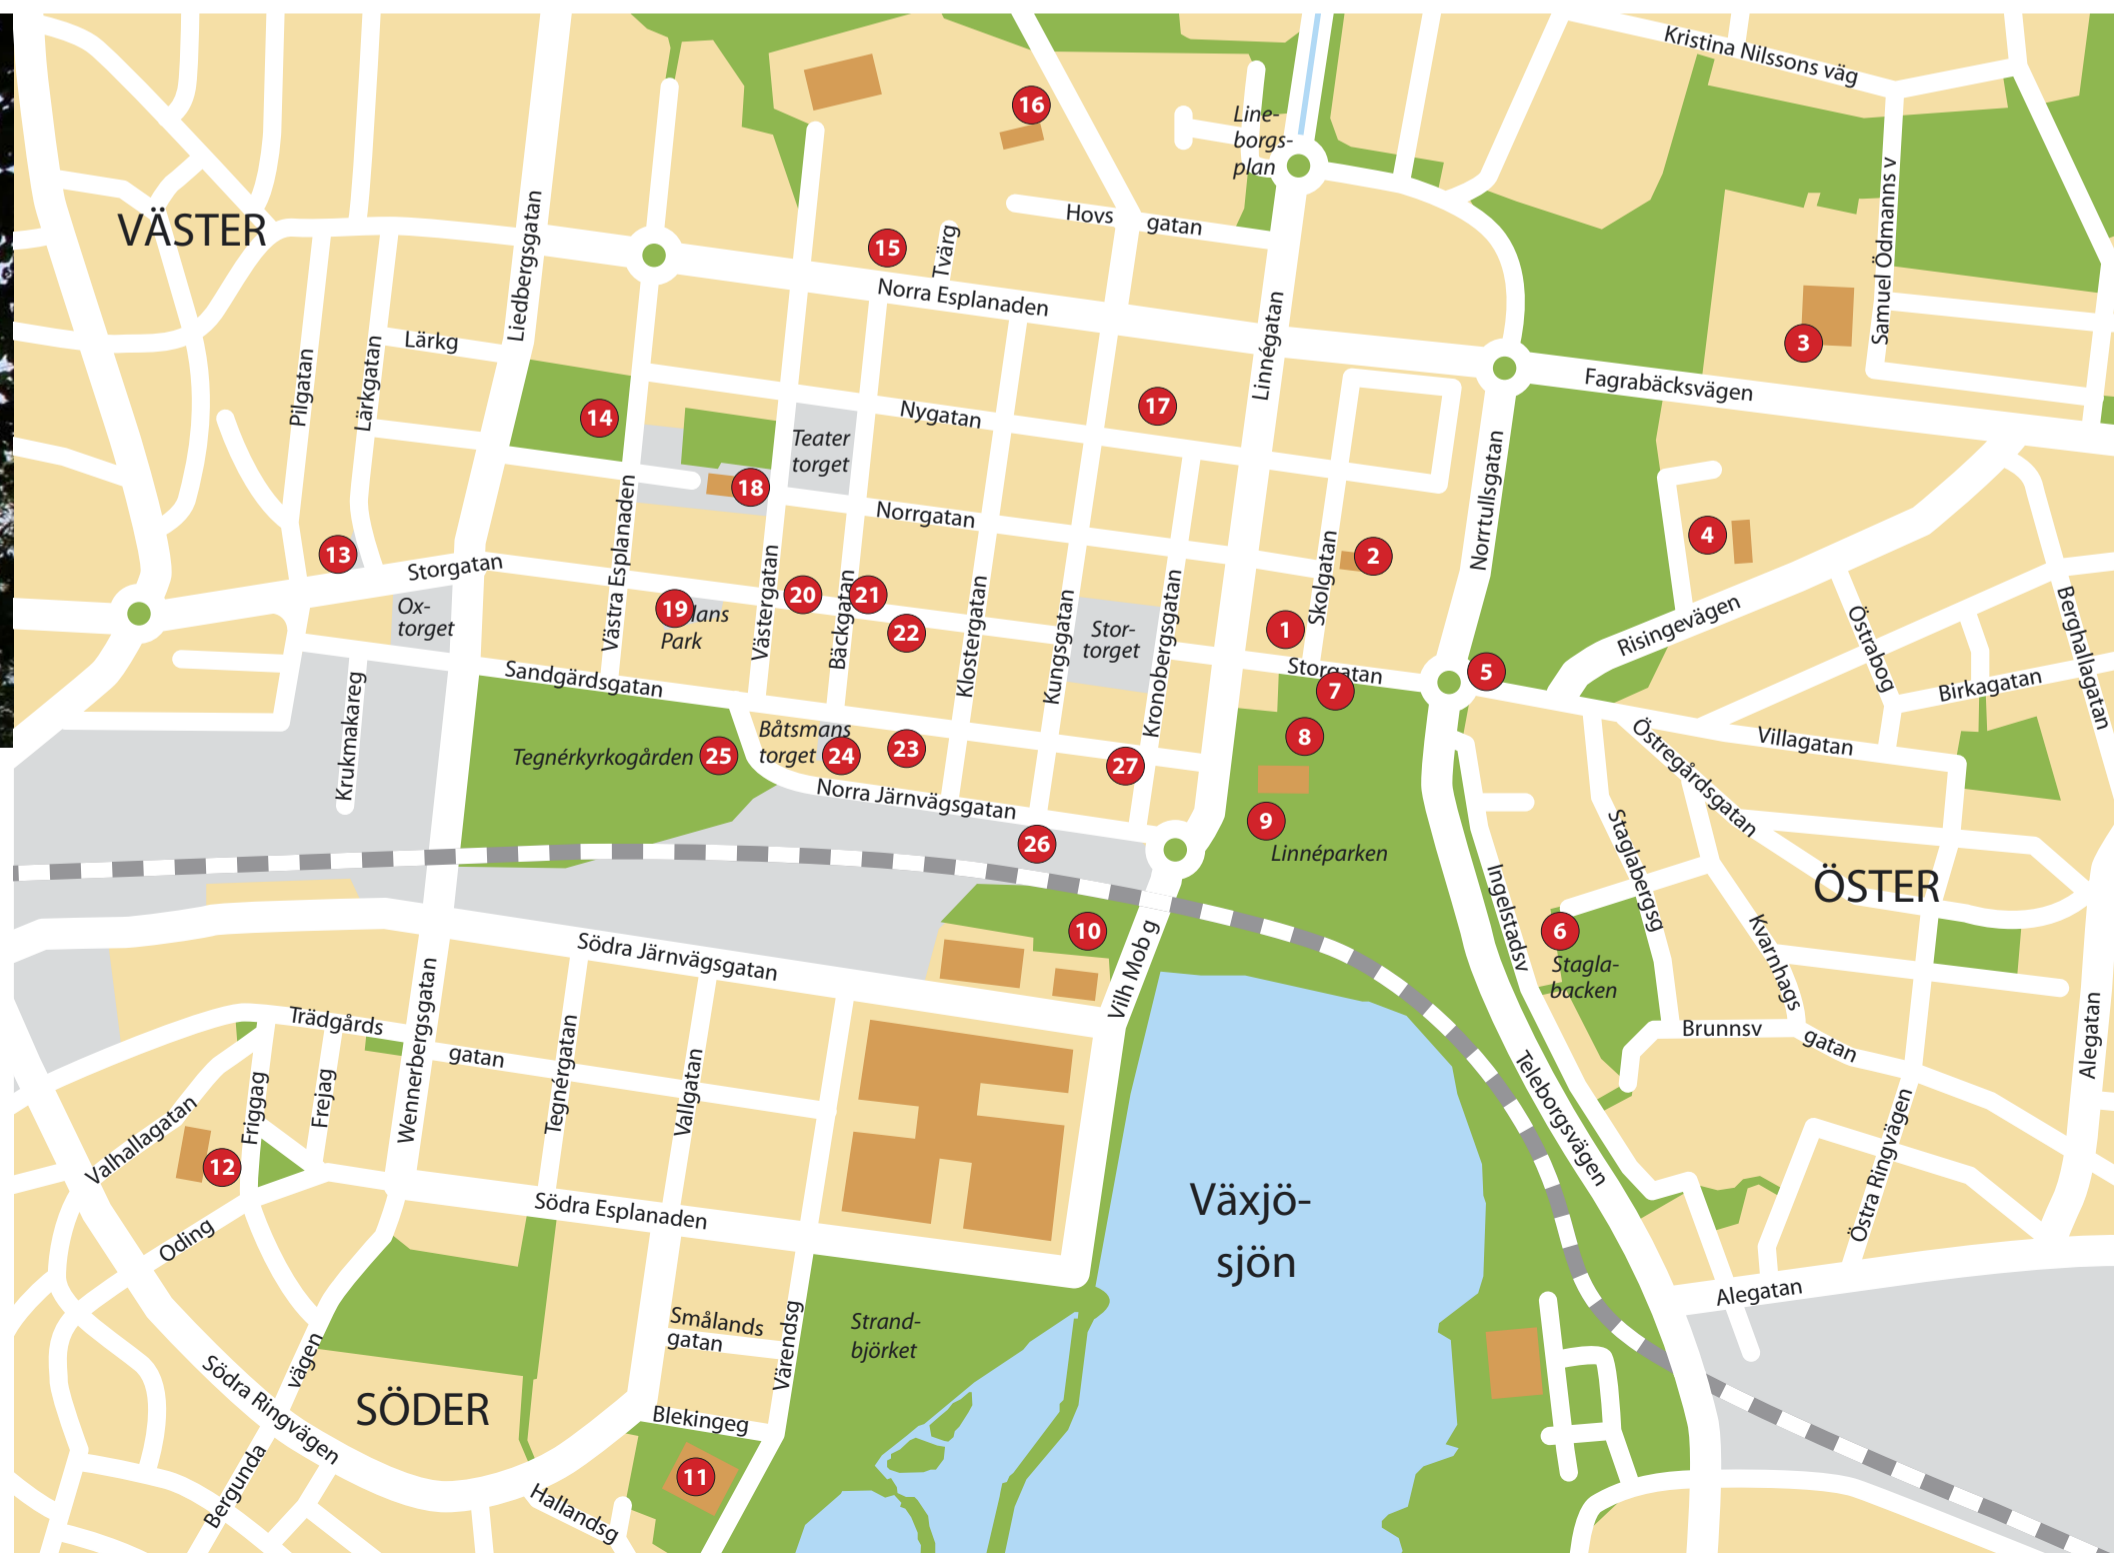 Kristina Nilssons väg
16
Line-
borgs-
plan
VÄSTER
Hovs
gatan
Samuel Ödmanns v
15
Tvärg
Liedbergsgatan
Norra Esplanaden
Linnégatan
3
Lärkg
Pilgatan
Lärkgatan
Fagrabäcksvägen
14
17
Nygatan
Teater
torget
Norrtullsgatan
18
Norrgatan
4
13
Storgatan
Västra Esplanaden
2
Skolgatan
Ox-
torget
19
lans
Park
Västergatan
20
Bäckgatan
21
22
Klostergatan
Kungsgatan
Stor-
torget
Kronobergsgatan
1
Storgatan
5
7
Risingevägen
Östrabog
Berghallagatan
Birkagatan
Sandgårdsgatan
Krukmakareg
Båtsmans
torget
24
23
Tegnérkyrkogården
25
27
8
Villagatan
Östregårdsgatan
Norra Järnvägsgatan
26
9
Linnéparken
Staglabergsg
Ingelstadsv
ÖSTER
10
Vilh Mob g
6
Stagla-
backen
Kvarnhags
gatan
Södra Järnvägsgatan
Wennerbergsgatan
Trädgårds
gatan
Tegnérgatan
Vallgatan
Brunnsv
Alegatan
Friggag
Frejag
Valhallagatan
12
Teleborgsvägen
Östra Ringvägen
Oding
Södra Esplanaden
Växjö-
sjön
Alegatan
Smålands
gatan
Värendsg
Strand-
björket
Södra Ringvägen
Bergunda
vägen
SÖDER
Blekingeg
11
Hallandsg